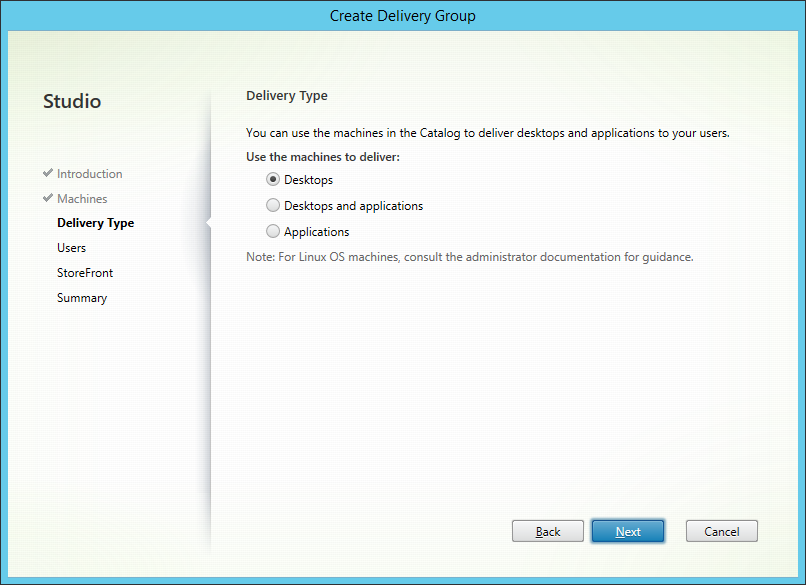 Create Delivery Group
Studio
Introduction
Machines
Delivery Type
Users
StoreFront
Summary
Delivery Type
You can use the machines in the Catalog to deliver desktops and applications to your users.
Use the machines to deliver:
Desktops
Desktops and applications
Applications
Note: For Linux OS machines, consult the administrator documentation for guidance.
Back
Next
Cancel